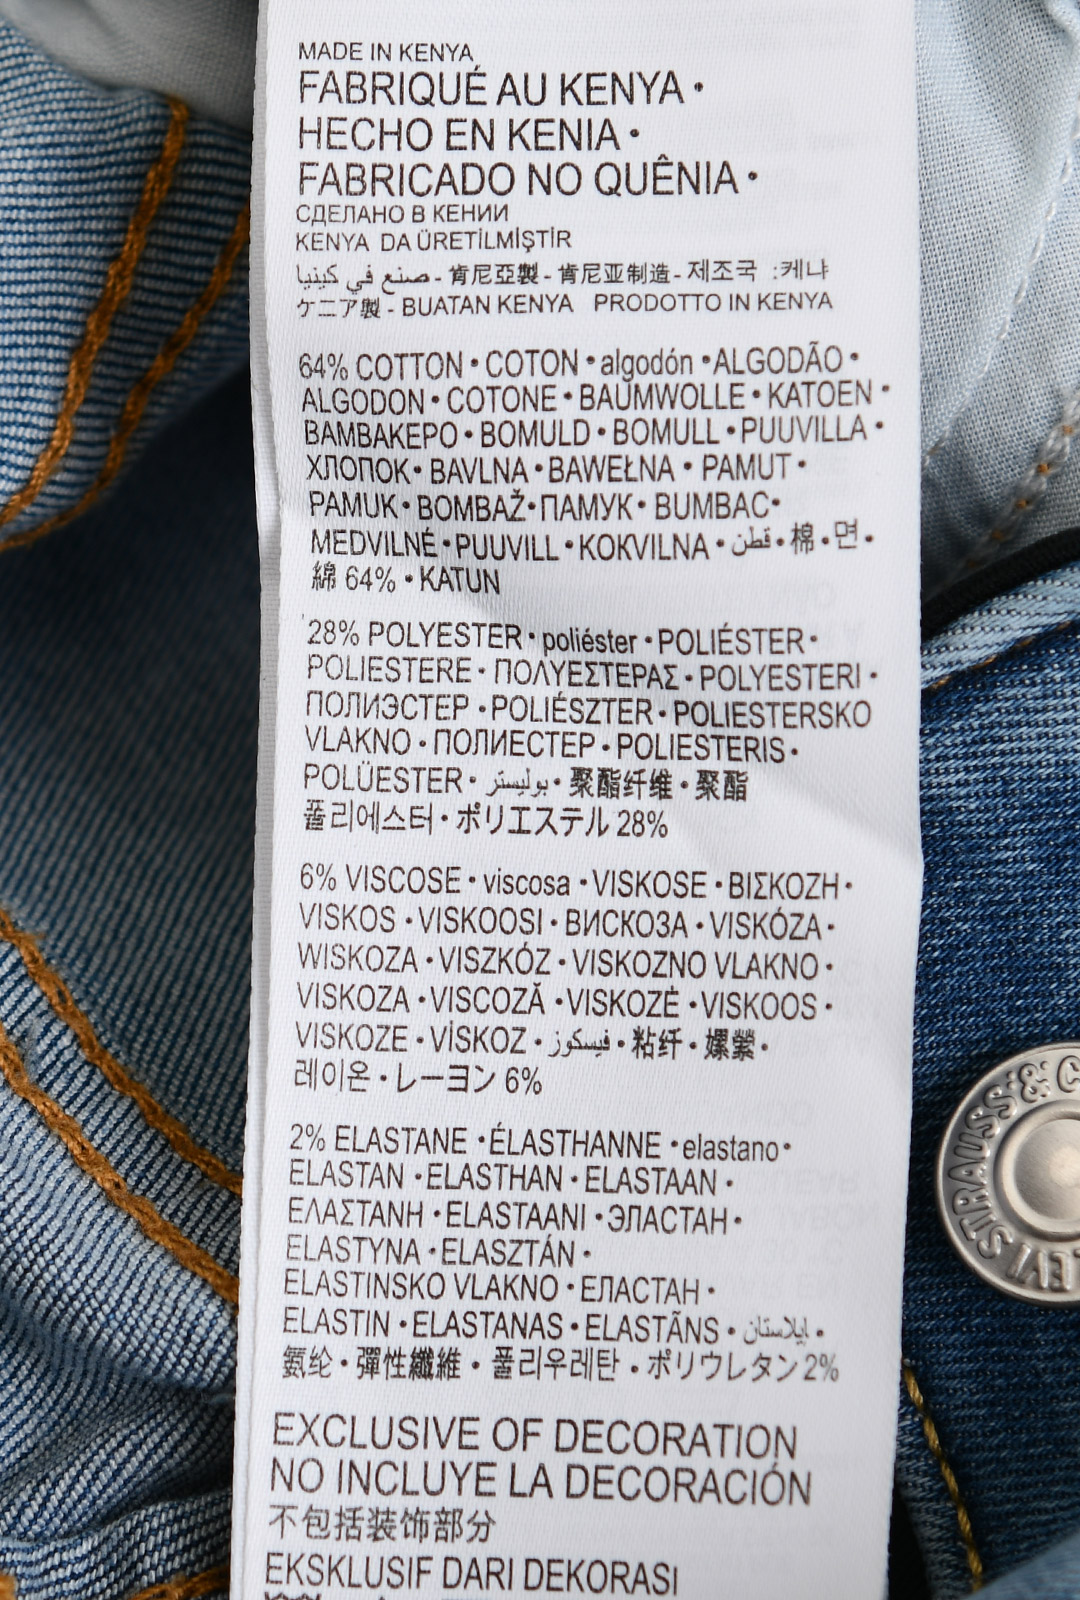 MADE IN KENYA
FABRIQUÉ AU KENYA •
HECHO EN KENIA •
FABRICADO NO QUÊNIA •
СДЕЛАНО В КЕНИИ
KENYA DA ÜRETİLMİŞTİR
صنع في كينيا - 肯尼亞製 - 肯尼亚制造 - 제조국 :케냐
ケニア製 - BUATAN KENYA PRODOTTO IN KENYA
64% COTTON • COTON • algodón • ALGODÃO •
ALGODON • COTONE • BAUMWOLLE • KATOEN •
BAMBAKEPO • BOMULD • BOMULL • PUUVILLA •
ХЛОПОК • BAVLNA • BAWEŁNA • PAMUT •
PAMUK • BOMBAŽ • ПАМУК • BUMBAC •
MEDVILNĖ • PUUVILL • KOKVILNA • قطن • 棉 • 면 •
綿 64% • KATUN
28% POLYESTER • poliéster • POLIÉSTER •
POLIESTERE • ΠΟΛΥΕΣΤΕΡΑΣ • POLYESTERI •
ПОЛИЭСТЕР • POLIÉSZTER • POLIESTERSKO
VLAKNO • ПОЛИЕСТЕР • POLIESTERIS •
POLÜESTER • بوليستر • 聚酯纤维 • 聚酯
폴리에스터 • ポリエステル 28%
6% VISCOSE • viscosa • VISKOSE • ΒΙΣΚΟΖΗ •
VISKOS • VISKOOSI • ВИСКОЗА • VISKÓZA •
WISKOZA • VISZKÓZ • VISKOZNO VLAKNO •
VISKOZA • VISCOZĂ • VISKOZĖ • VISKOOS •
VISKOZE • VİSKOZ • فيسكوز • 粘纤 • 嫘縈 •
레이온 • レーヨン 6%
2% ELASTANE • ÉLASTHANNE • elastano •
ELASTAN • ELASTHAN • ELASTAAN •
ΕΛΑΣΤΑΝΗ • ELASTAANI • ЭЛАСТАН •
ELASTYNA • ELASZTÁN •
ELASTINSKO VLAKNO • ЕЛАСТАН •
ELASTIN • ELASTANAS • ELASTÃNS • ايلاستان •
氨纶 • 彈性纖維 • 폴리우레탄 • ポリウレタン 2%
EXCLUSIVE OF DECORATION
NO INCLUYE LA DECORACIÓN
不包括装饰部分
EKSKLUSIF DARI DEKORASI
LEVI STRAUSS & C